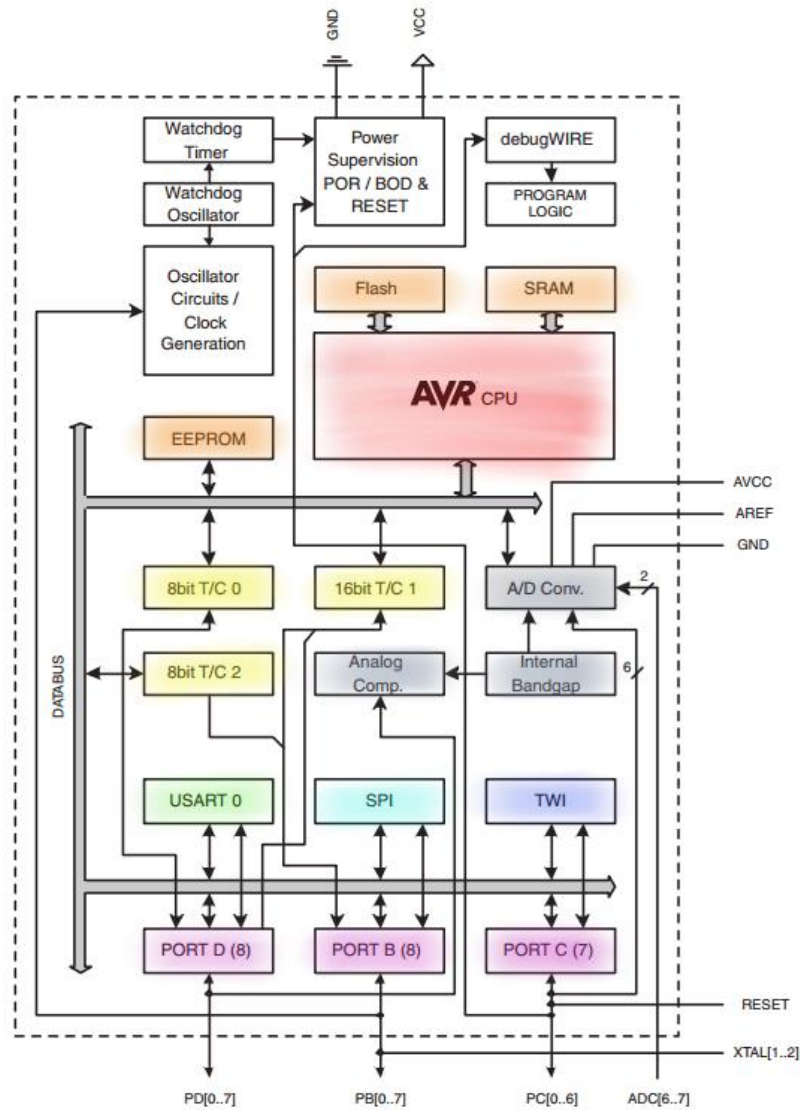 GND
VCC
Watchdog
Timer
Power
Supervision
POR / BOD &
RESET
debugWIRE
Watchdog
Oscillator
PROGRAM
LOGIC
Oscillator
Circuits /
Clock
Generation
Flash
SRAM
AVR CPU
EEPROM
AVCC
AREF
GND
8bit T/C 0
16bit T/C 1
A/D Conv.
2
DATABUS
8bit T/C 2
Analog
Comp.
Internal
Bandgap
6
USART 0
SPI
TWI
PORT D (8)
PORT B (8)
PORT C (7)
RESET
XTAL[1..2]
PD[0..7]
PB[0..7]
PC[0..6]
ADC[6..7]